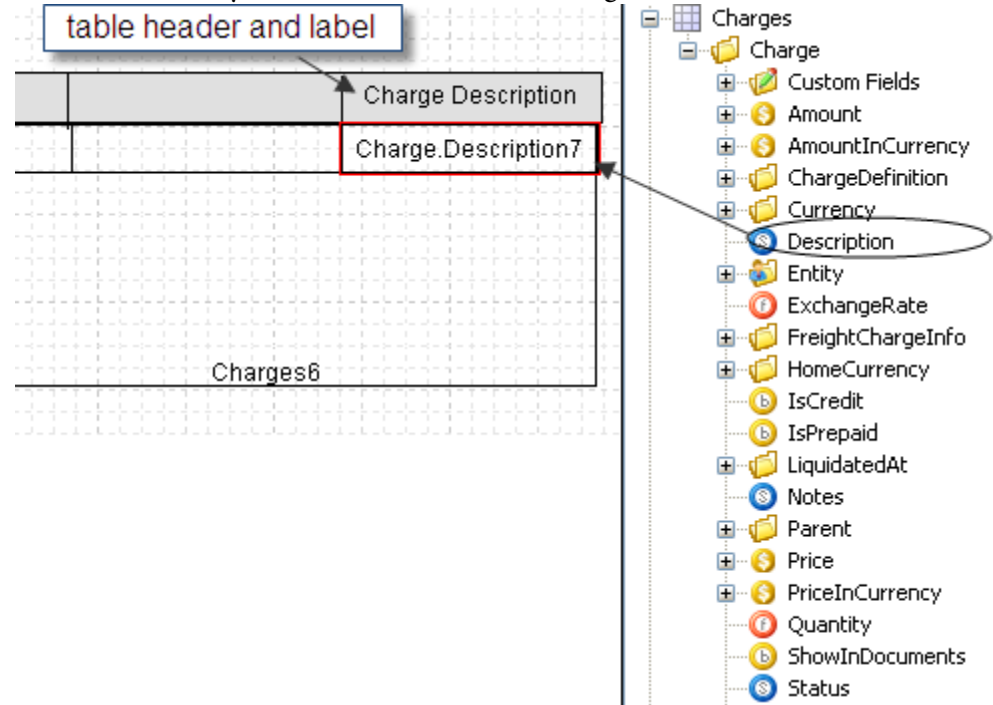 table header and label
Charge Description
Charge.Description7
Charges6
Charges
Charge
Custom Fields
Amount
AmountInCurrency
ChargeDefinition
Currency
Description
Entity
ExchangeRate
FreightChargeInfo
HomeCurrency
IsCredit
IsPrepaid
LiquidatedAt
Notes
Parent
Price
PriceInCurrency
Quantity
ShowInDocuments
Status